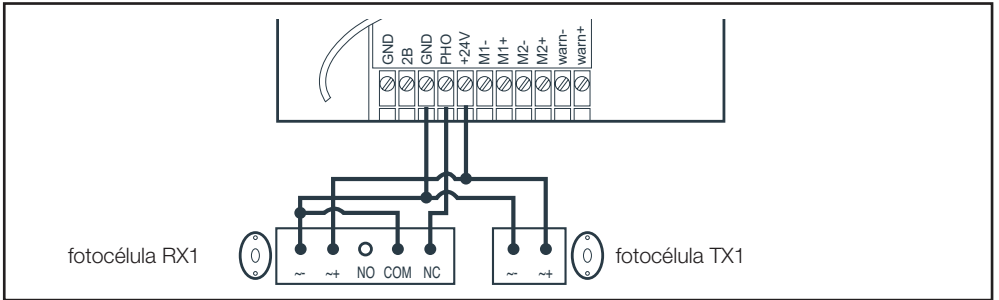 GND 2B GND PHO +24V M1- M1+ M2- M2+ warn- warn+
fotocélula RX1
~- ~+ NO COM NC
~- ~+
fotocélula TX1